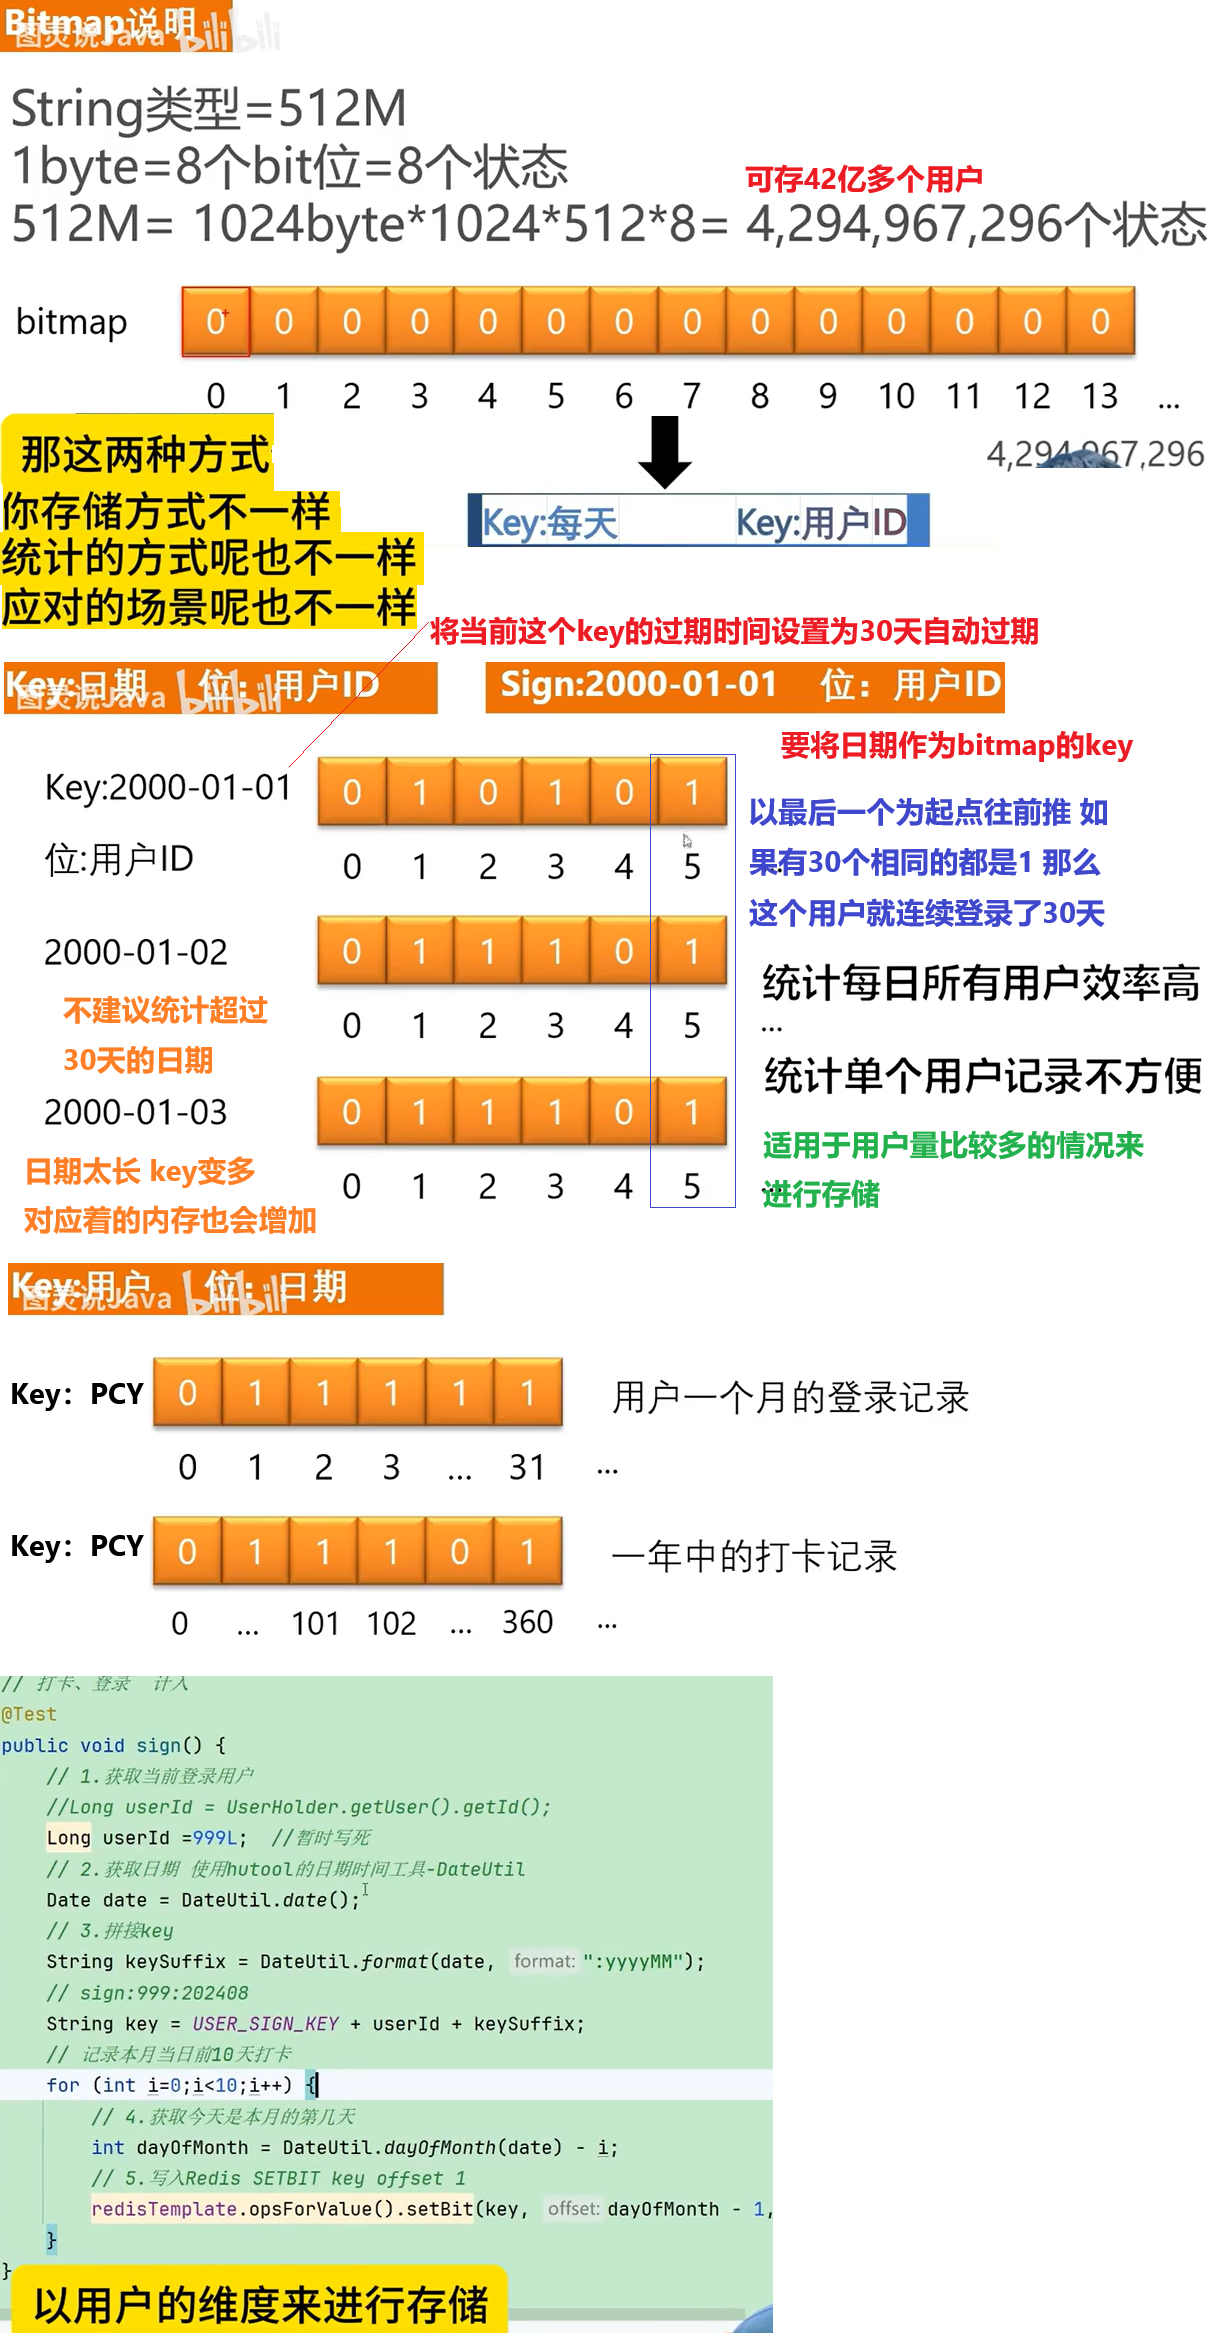 Bitmap说明
图灵说Java bilibili
String类型=512M
1byte=8个bit位=8个状态
可存42亿多个用户
512M= 1024byte*1024*512*8= 4,294,967,296个状态
bitmap 0 0 0 0 0 0 0 0 0 0 0 0 0 0
0 1 2 3 4 5 6 7 8 9 10 11 12 13 ...
4,294,967,296
那这两种方式
Key:每天 Key:用户ID
你存储方式不一样
统计的方式呢也不一样
应对的场景呢也不一样
将当前这个key的过期时间设置为30天自动过期
Key:日期 位：用户ID
图灵说Java bilibili
Sign:2000-01-01 位：用户ID
要将日期作为bitmap的key
Key:2000-01-01 0 1 0 1 0 1
以最后一个为起点往前推 如
位:用户ID 0 1 2 3 4 5
果有30个相同的都是1 那么
这个用户就连续登录了30天
2000-01-02 0 1 1 1 0 1
统计每日所有用户效率高
不建议统计超过
0 1 2 3 4 5 ...
30天的日期
统计单个用户记录不方便
2000-01-03 0 1 1 1 0 1
适用于用户量比较多的情况来
日期太长 key变多
0 1 2 3 4 5 ...
进行存储
对应着的内存也会增加
Key:用户 位：日期
图灵说Java bilibili
Key：PCY 0 1 1 1 1 1 用户一个月的登录记录
0 1 2 3 ... 31 ...
Key：PCY 0 1 1 1 0 1 一年中的打卡记录
0 ... 101 102 ... 360 ...
// 打卡、登录 计入
@Test
public void sign() {
// 1.获取当前登录用户
//Long userId = UserHolder.getUser().getId();
Long userId =999L; //暂时写死
// 2.获取日期 使用hutool的日期时间工具-DateUtil
Date date = DateUtil.date();
// 3.拼接key
String keySuffix = DateUtil.format(date, format: ":yyyyMM");
// sign:999:202408
String key = USER_SIGN_KEY + userId + keySuffix;
// 记录本月当日前10天打卡
for (int i=0;i<10;i++) {
// 4.获取今天是本月的第几天
int dayOfMonth = DateUtil.dayOfMonth(date) - i;
// 5.写入Redis SETBIT key offset 1
redisTemplate.opsForValue().setBit(key, offset: dayOfMonth - 1,
}
}
以用户的维度来进行存储